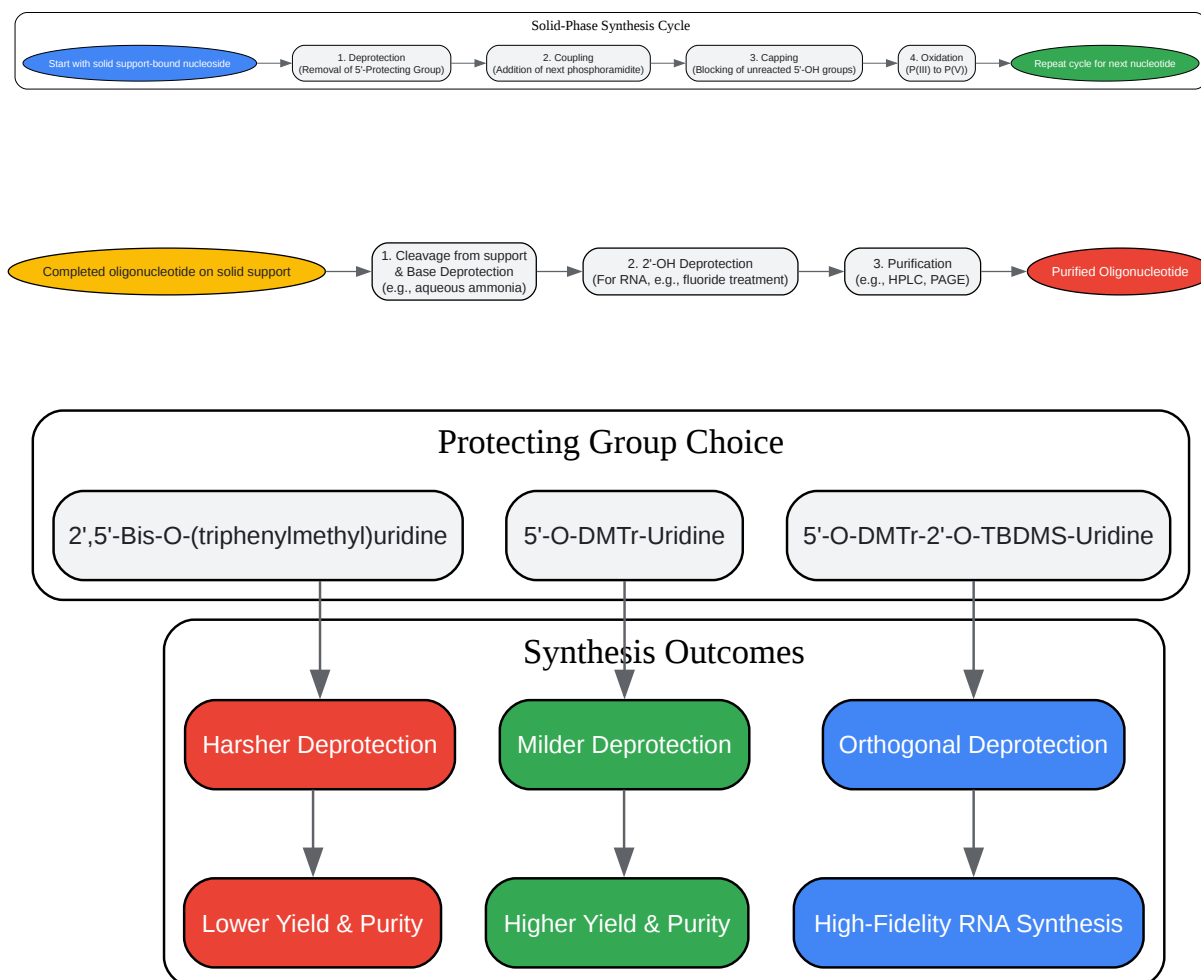 Solid-Phase Synthesis Cycle
Start with solid support-bound nucleoside
1. Deprotection
(Removal of 5'-Protecting Group)
2. Coupling
(Addition of next phosphoramidite)
3. Capping
(Blocking of unreacted 5'-OH groups)
4. Oxidation
(P(III) to P(V))
Repeat cycle for next nucleotide
Completed oligonucleotide on solid support
1. Cleavage from support
& Base Deprotection
(e.g., aqueous ammonia)
2. 2'-OH Deprotection
(For RNA, e.g., fluoride treatment)
3. Purification
(e.g., HPLC, PAGE)
Purified Oligonucleotide
Protecting Group Choice
2',5'-Bis-O-(triphenylmethyl)uridine
5'-O-DMTr-Uridine
5'-O-DMTr-2'-O-TBDMS-Uridine
Synthesis Outcomes
Harsher Deprotection
Milder Deprotection
Orthogonal Deprotection
Lower Yield & Purity
Higher Yield & Purity
High-Fidelity RNA Synthesis